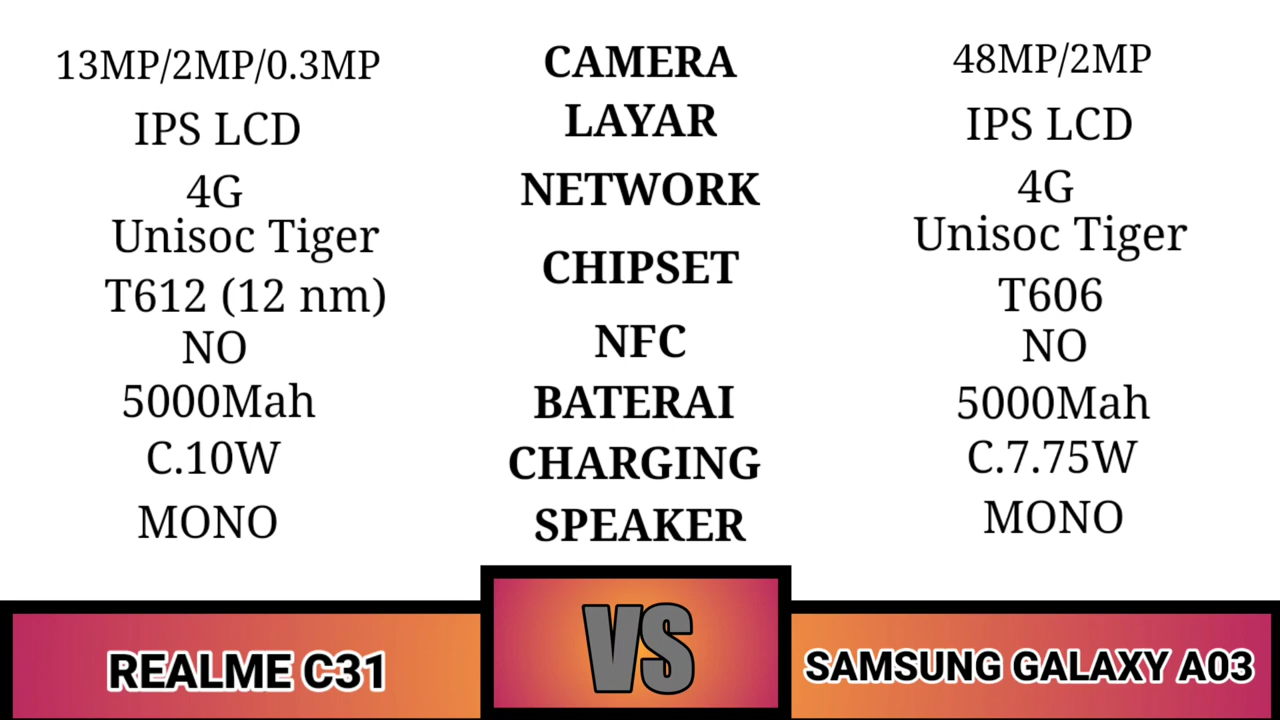 13MP/2MP/0.3MP CAMERA 48MP/2MP
IPS LCD LAYAR IPS LCD
4G NETWORK 4G
Unisoc Tiger Unisoc Tiger
CHIPSET
T612 (12 nm) T606
NO NFC NO
5000Mah BATERAI 5000Mah
C.10W CHARGING C.7.75W
MONO SPEAKER MONO
REALME C31 VS SAMSUNG GALAXY A03